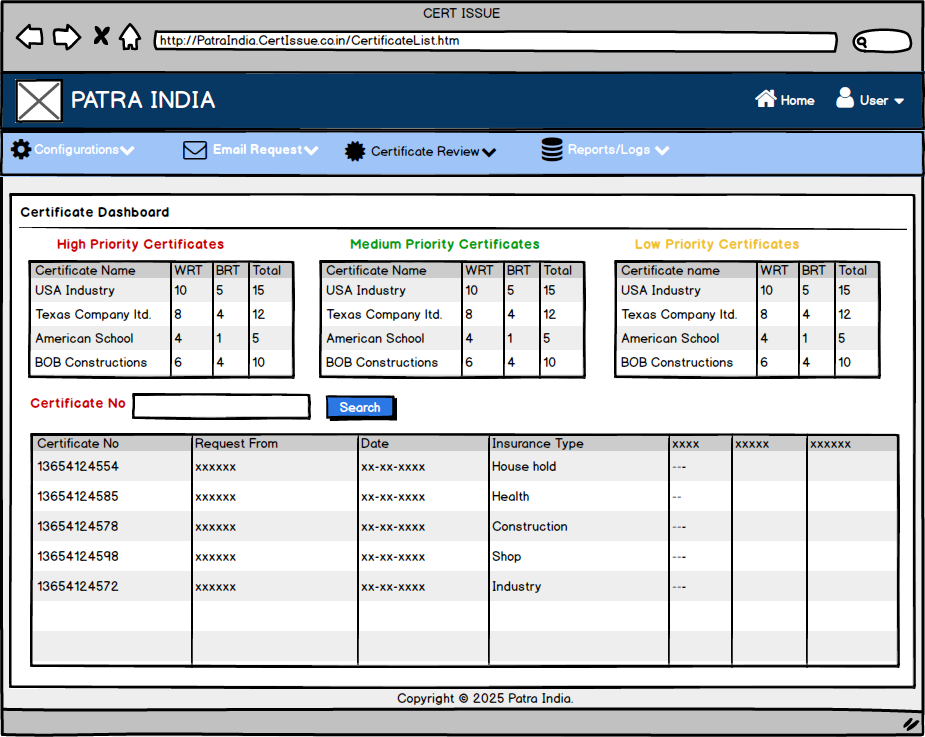 CERT ISSUE
http://PatraIndia.CertIssue.co.in/CertificateList.htm
PATRA INDIA Home User
Configurations Email Request Certificate Review Reports/Logs
Certificate Dashboard
High Priority Certificates Medium Priority Certificates Low Priority Certificates
Certificate Name WRT BRT Total Certificate Name WRT BRT Total Certificate name WRT BRT Total
USA Industry 10 5 15 USA Industry 10 5 15 USA Industry 10 5 15
Texas Company ltd. 8 4 12 Texas Company ltd. 8 4 12 Texas Company ltd. 8 4 12
American School 4 1 5 American School 4 1 5 American School 4 1 5
BOB Constructions 6 4 10 BOB Constructions 6 4 10 BOB Constructions 6 4 10
Certificate No Search
Certificate No Request From Date Insurance Type xxxx xxxxx xxxxxx
13654124554 xxxxxx xx-xx-xxxx House hold ---
13654124585 xxxxxx xx-xx-xxxx Health --
13654124578 xxxxxx xx-xx-xxxx Construction ---
13654124598 xxxxxx xx-xx-xxxx Shop ---
13654124572 xxxxxx xx-xx-xxxx Industry ---
Copyright © 2025 Patra India.